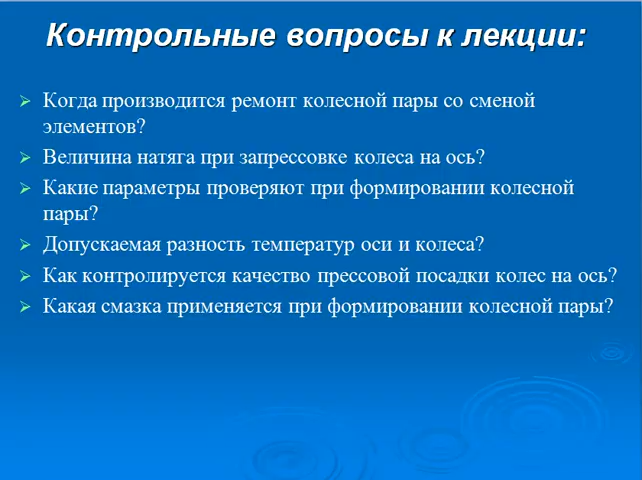 Контрольные вопросы к лекции:
Когда производится ремонт колесной пары со сменой
элементов?
Величина натяга при запрессовке колеса на ось?
Какие параметры проверяют при формировании колесной
пары?
Допускаемая разность температур оси и колеса?
Как контролируется качество прессовой посадки колес на ось?
Какая смазка применяется при формировании колесной пары?